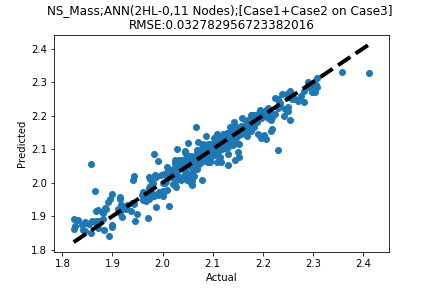 NS_Mass;ANN(2HL-0,11 Nodes);[Case1+Case2 on Case3]
RMSE:0.032782956723382016
2.4
2.3
2.2
2.1
2.0
1.9
1.8
Predicted
1.8 1.9 2.0 2.1 2.2 2.3 2.4
Actual